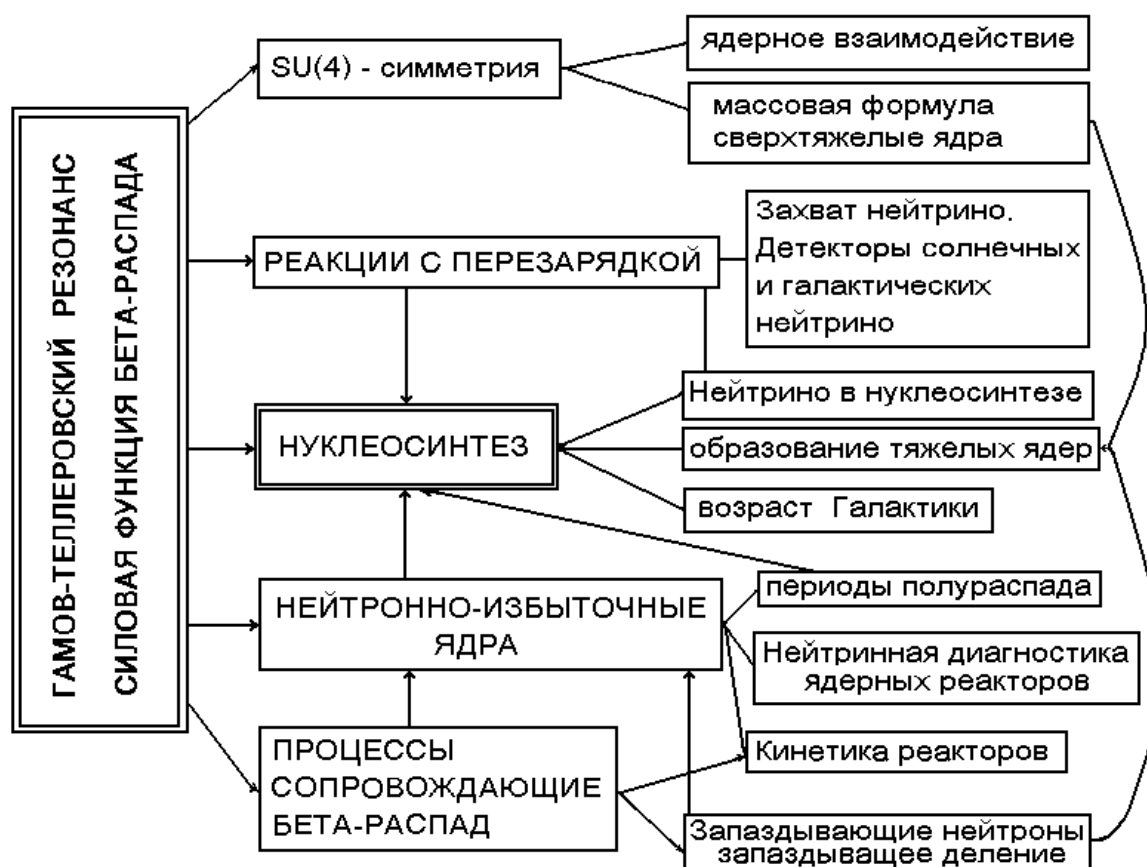 ГАМОВ-ТЕЛЛЕРОВСКИЙ РЕЗОНАНС
СИЛОВАЯ ФУНКЦИЯ БЕТА-РАСПАДА
SU(4) - симметрия
ядерное взаимодействие
массовая формула
сверхтяжелые ядра
РЕАКЦИИ С ПЕРЕЗАРЯДКОЙ
Захват нейтрино.
Детекторы солнечных
и галактических
нейтрино
НУКЛЕОСИНТЕЗ
Нейтрино в нуклеосинтезе
образование тяжелых ядер
возраст Галактики
НЕЙТРОННО-ИЗБЫТОЧНЫЕ
ЯДРА
периоды полураспада
Нейтринная диагностика
ядерных реакторов
ПРОЦЕССЫ
СОПРОВОЖДАЮЩИЕ
БЕТА-РАСПАД
Кинетика реакторов
Запаздывающие нейтроны
запаздыващее деление